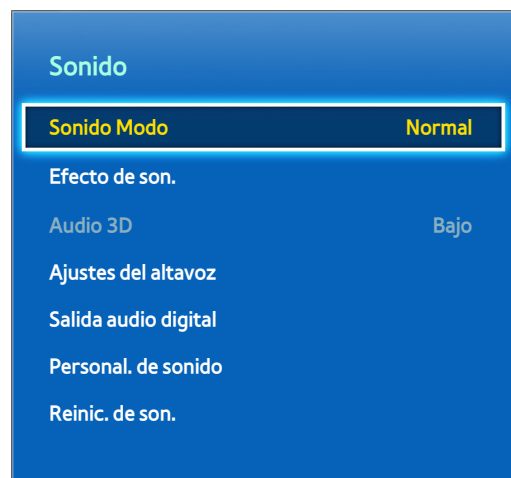 Sonido
Sonido Modo Normal
Efecto de son.
Audio 3D Bajo
Ajustes del altavoz
Salida audio digital
Personal. de sonido
Reinic. de son.